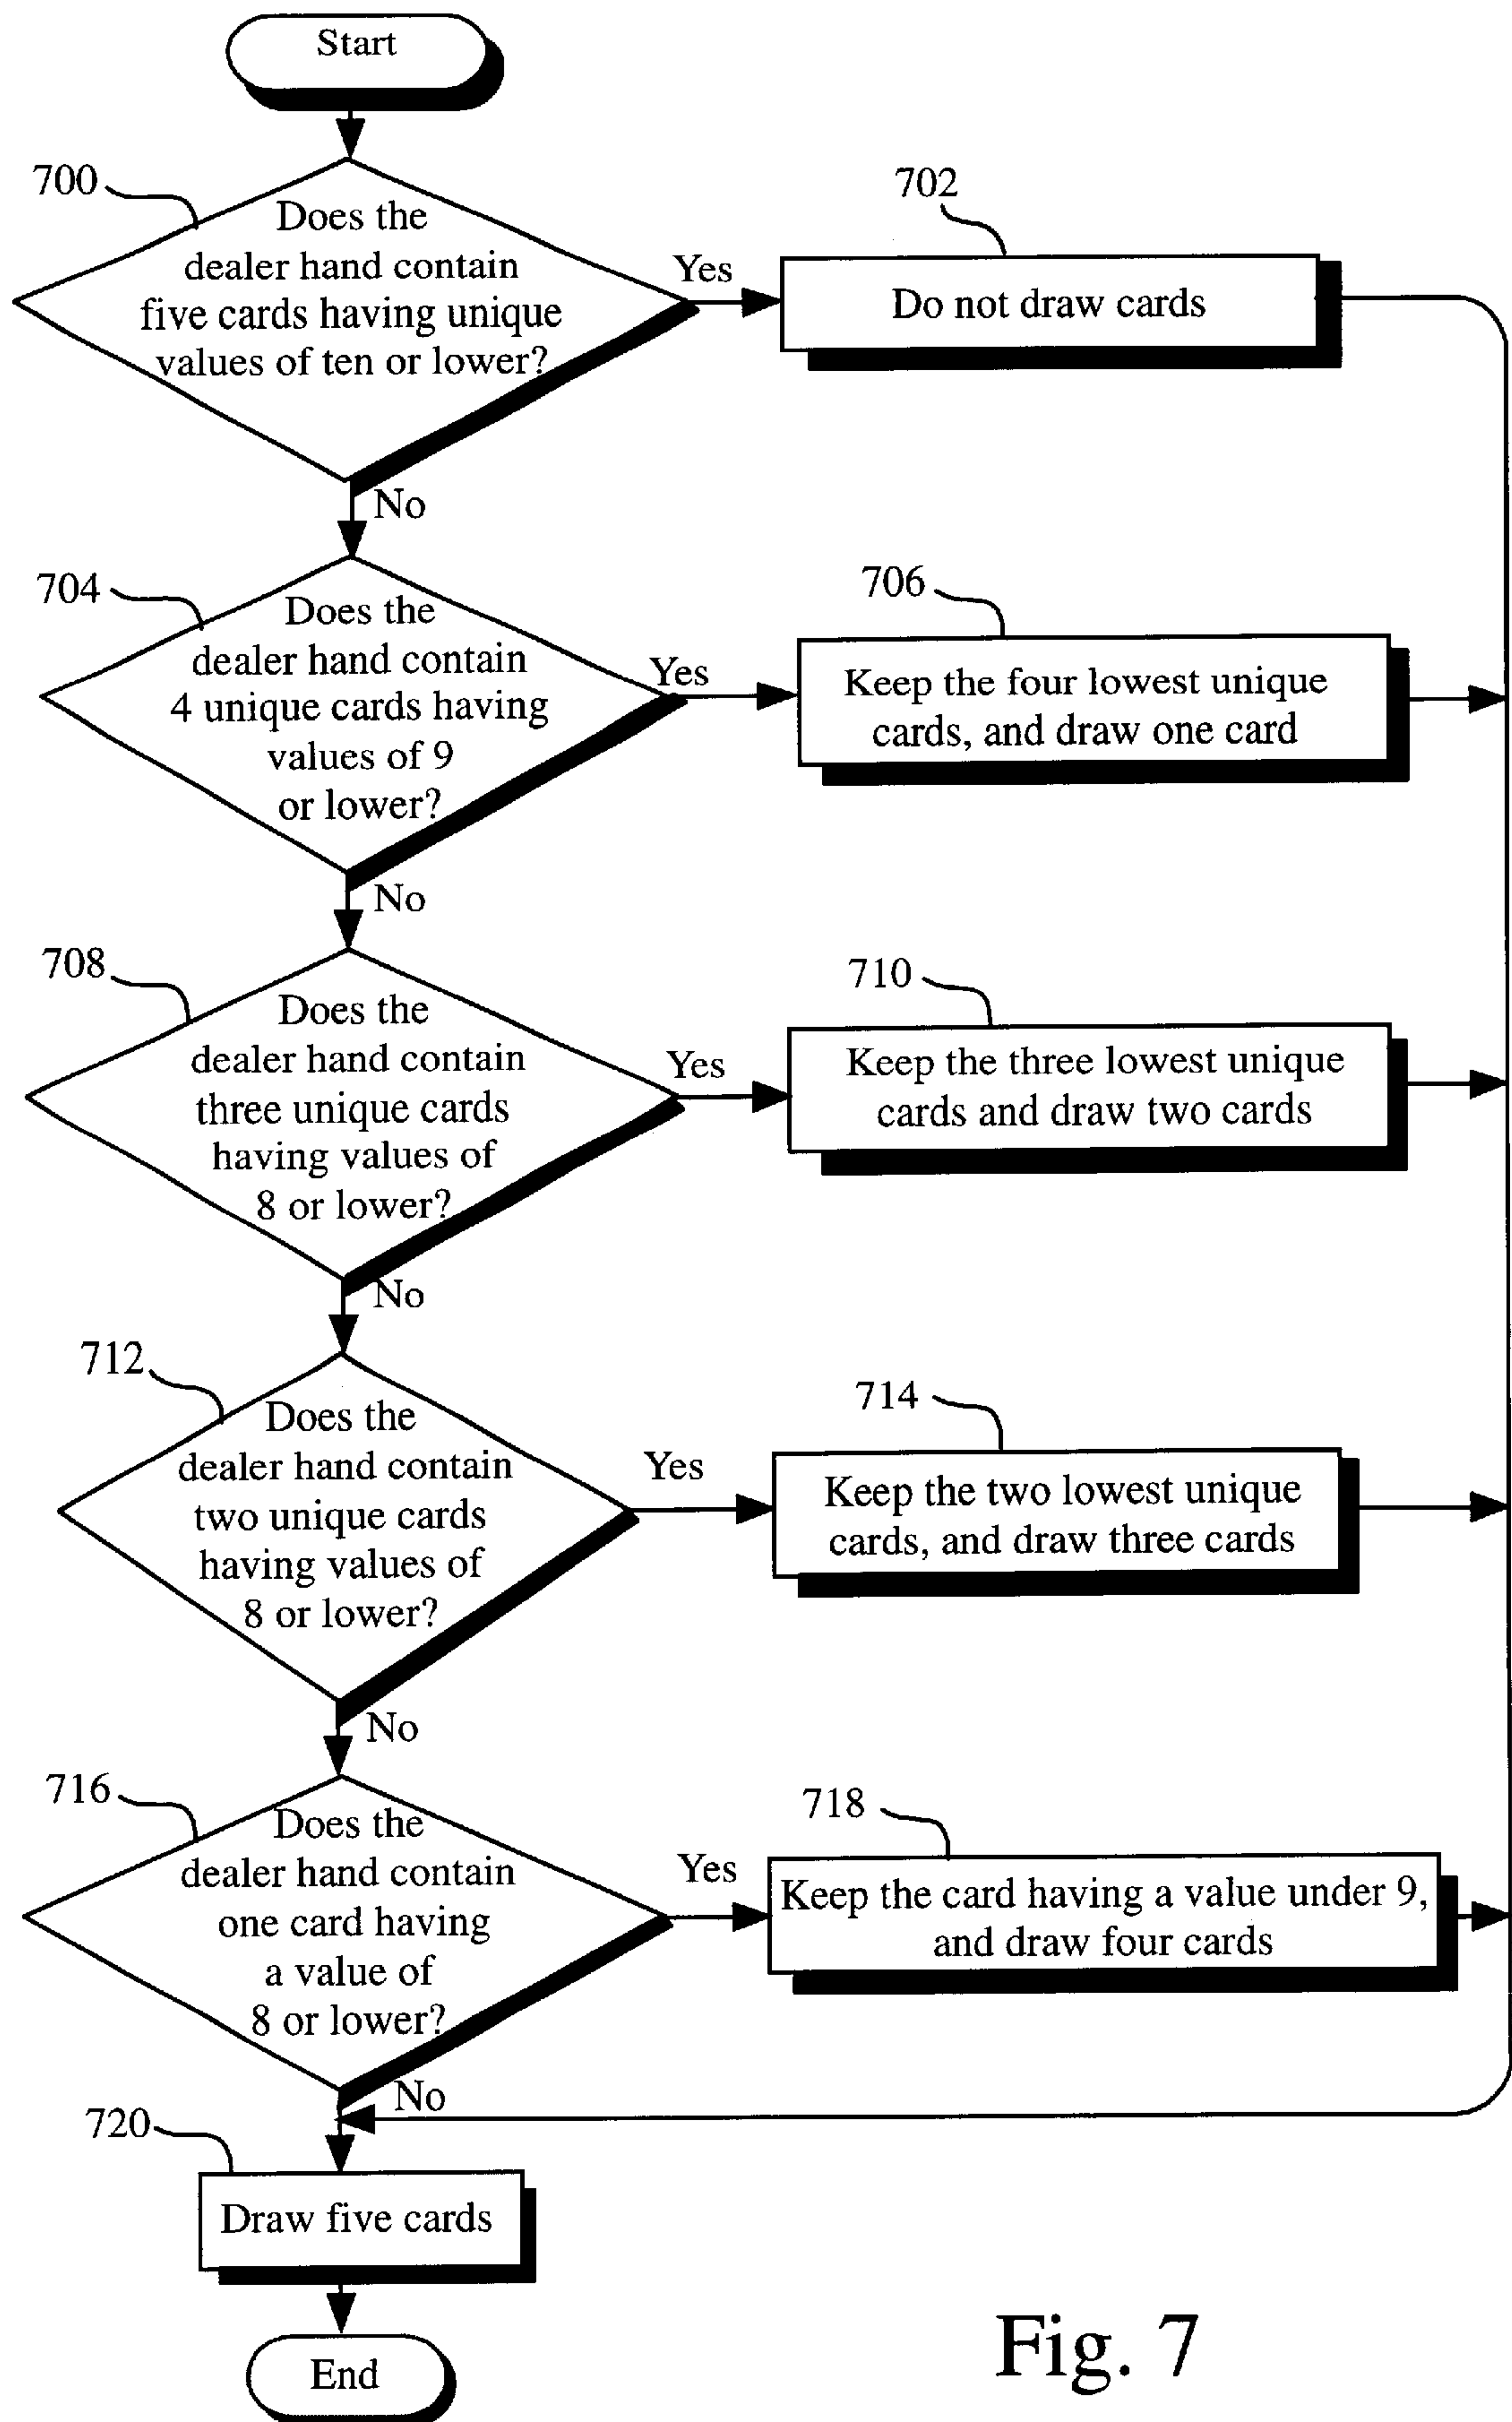 Start
700
Does the
dealer hand contain
five cards having unique
values of ten or lower?
Yes
702
Do not draw cards
No
704
Does the
dealer hand contain
4 unique cards having
values of 9
or lower?
Yes
706
Keep the four lowest unique
cards, and draw one card
No
708
Does the
dealer hand contain
three unique cards
having values of
8 or lower?
Yes
710
Keep the three lowest unique
cards and draw two cards
No
712
Does the
dealer hand contain
two unique cards
having values of
8 or lower?
Yes
714
Keep the two lowest unique
cards, and draw three cards
No
716
Does the
dealer hand contain
one card having
a value of
8 or lower?
Yes
718
Keep the card having a value under 9,
and draw four cards
No
720
Draw five cards
End
Fig. 7